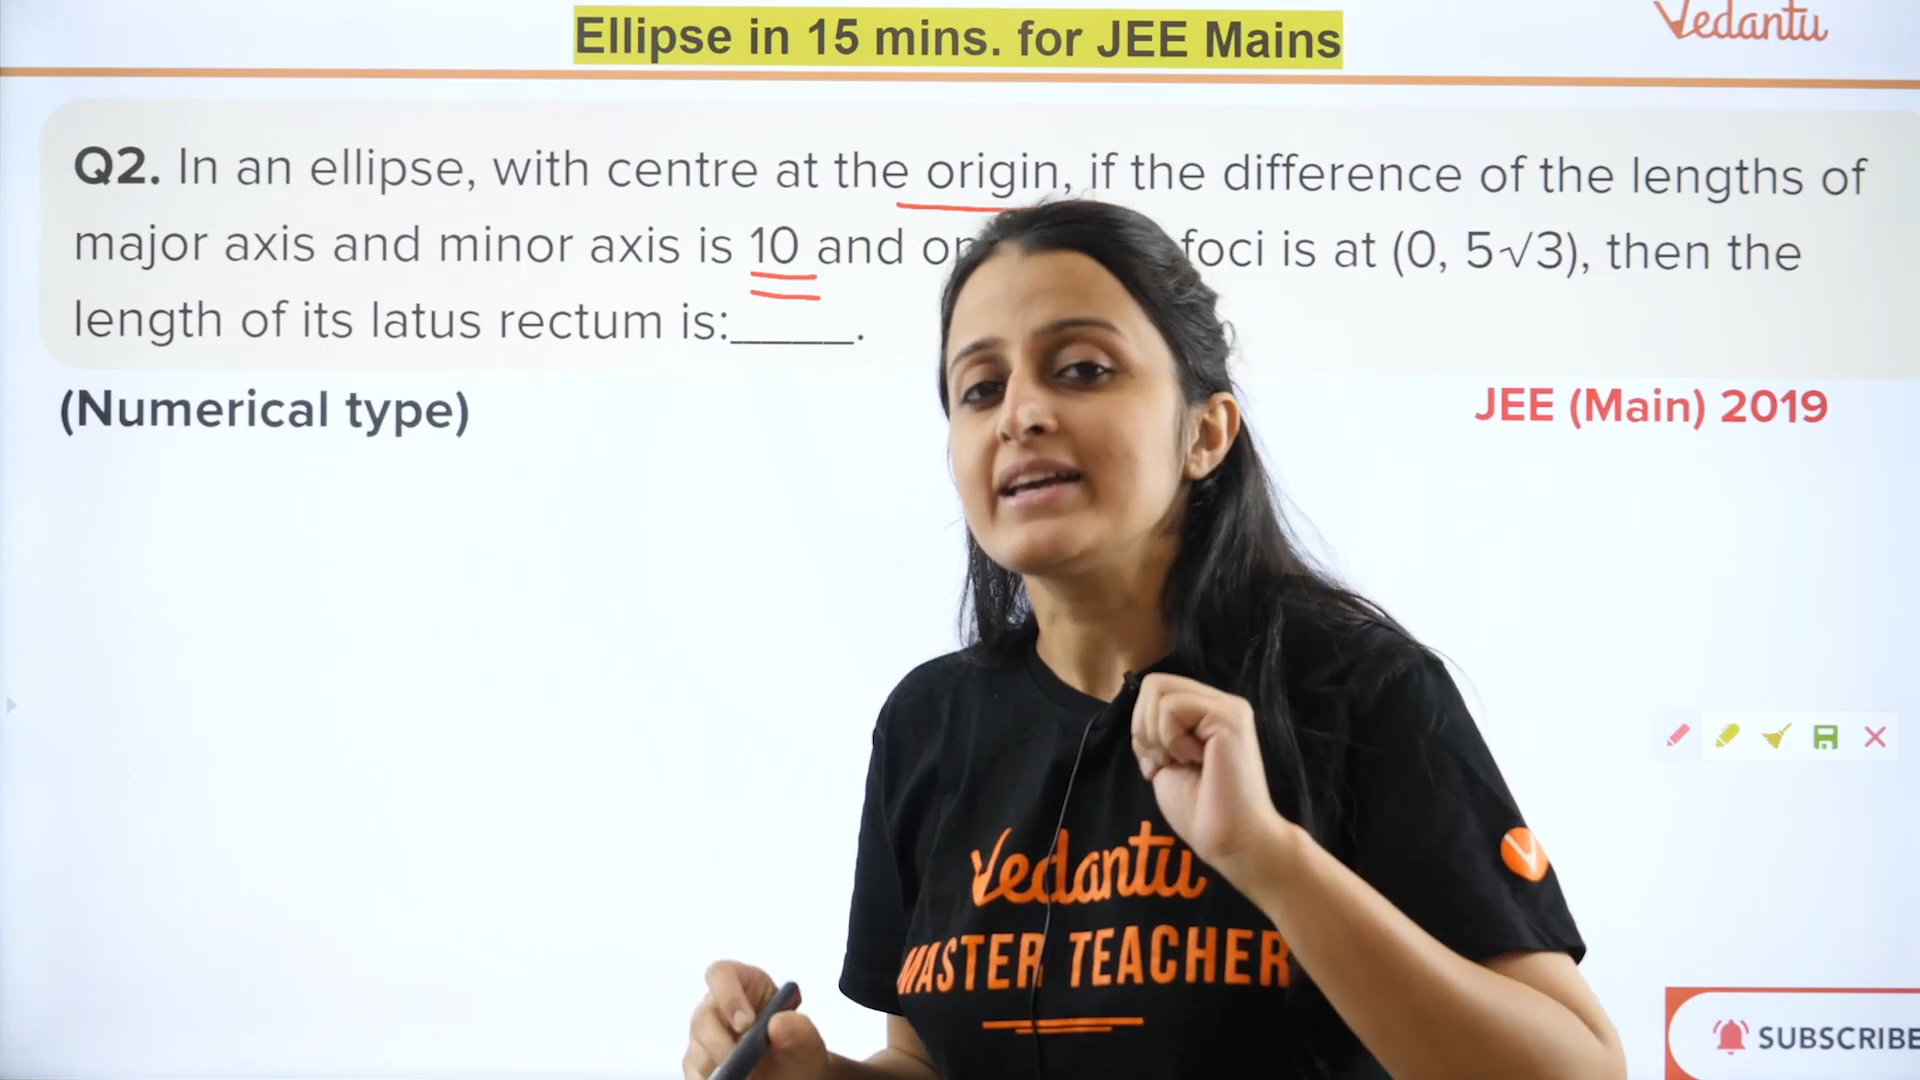 Ellipse in 15 mins. for JEE Mains
Vedantu
Q2. In an ellipse, with centre at the origin, if the difference of the lengths of
major axis and minor axis is 10 and foci is at (0, 5√3), then the
length of its latus rectum is:_____.
(Numerical type)
JEE (Main) 2019
Vedantu
MASTER TEACHER
SUBSCRIBE